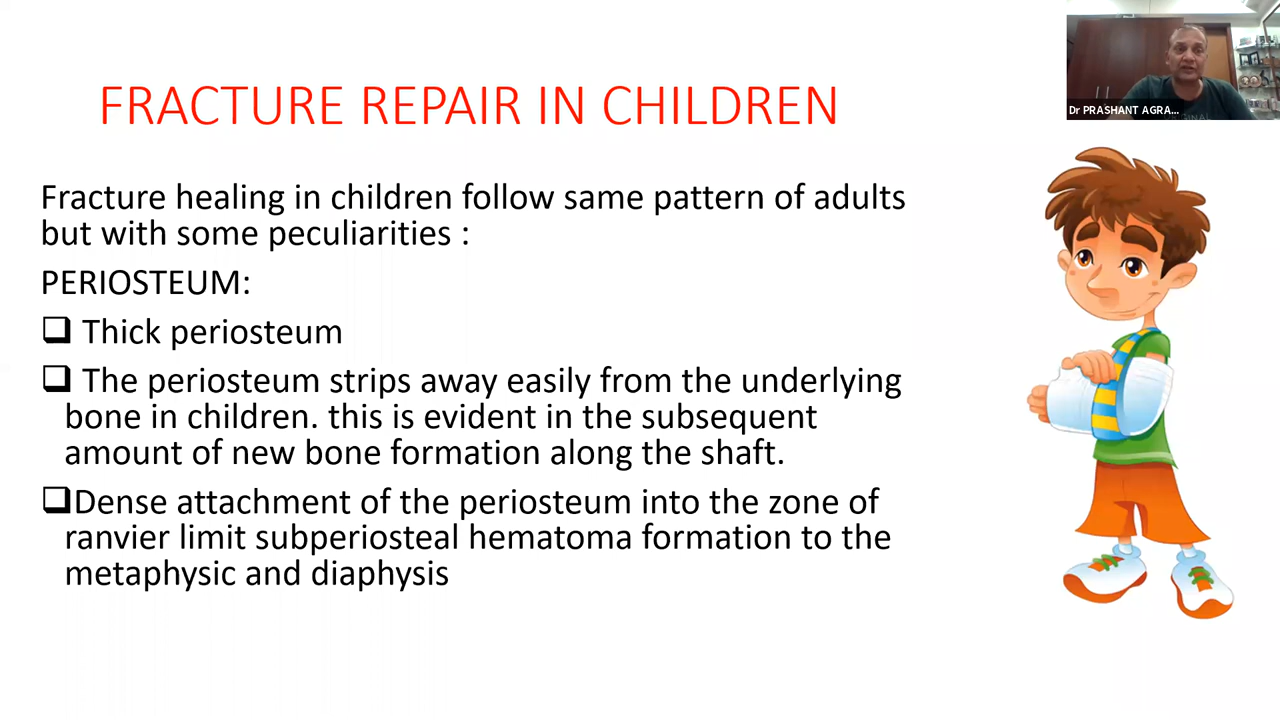 Dr PRASHANT AGRA...
FRACTURE REPAIR IN CHILDREN
Fracture healing in children follow same pattern of adults
but with some peculiarities :
PERIOSTEUM:
❑ Thick periosteum
❑ The periosteum strips away easily from the underlying
bone in children. this is evident in the subsequent
amount of new bone formation along the shaft.
❑Dense attachment of the periosteum into the zone of
ranvier limit subperiosteal hematoma formation to the
metaphysic and diaphysis